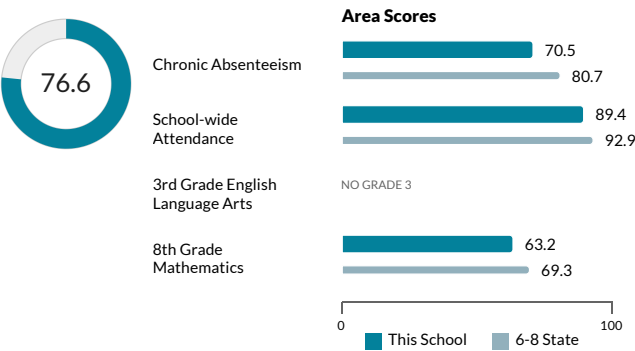 Area Scores
76.6
Chronic Absenteeism
70.5
80.7
School-wide
Attendance
89.4
92.9
3rd Grade English
Language Arts
NO GRADE 3
8th Grade
Mathematics
63.2
69.3
0
100
This School
6-8 State